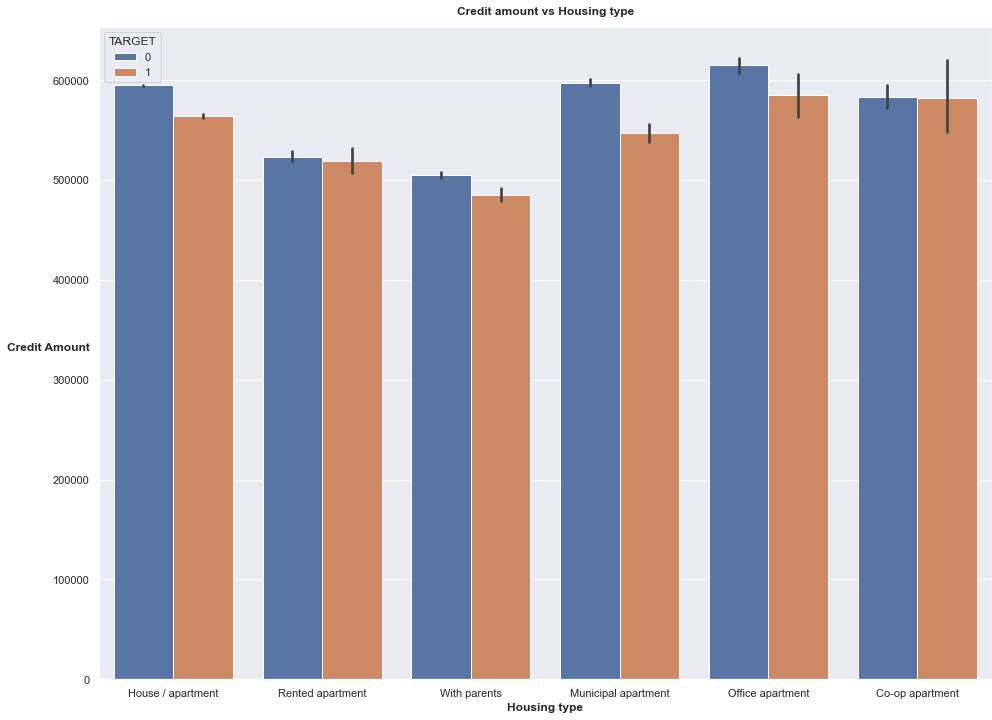 Credit amount vs Housing type
TARGET
0
1
600000
500000
400000
Credit Amount
300000
200000
100000
0
House / apartment
Rented apartment
With parents
Municipal apartment
Office apartment
Co-op apartment
Housing type